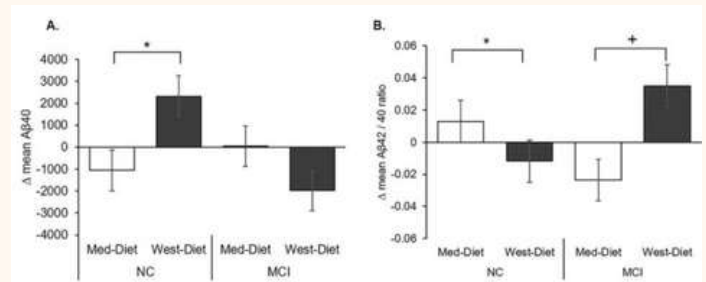 A.
*
Δ mean Aβ40
4000
3000
2000
1000
0
-1000
-2000
-3000
-4000
Med-Diet West-Diet Med-Diet West-Diet
NC MCI
B.
* +
Δ mean Aβ42 / 40 ratio
0.06
0.04
0.02
0
-0.02
-0.04
-0.06
Med-Diet West-Diet Med-Diet West-Diet
NC MCI